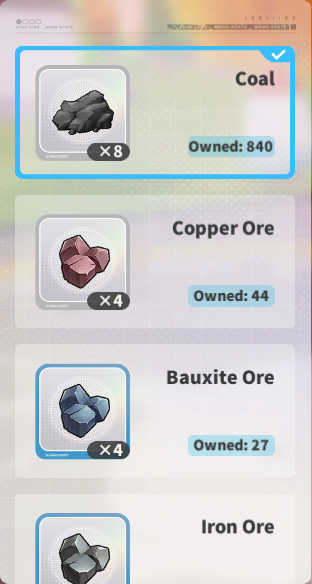 Coal
×8
Owned: 840
Copper Ore
×4
Owned: 44
Bauxite Ore
×4
Owned: 27
Iron Ore